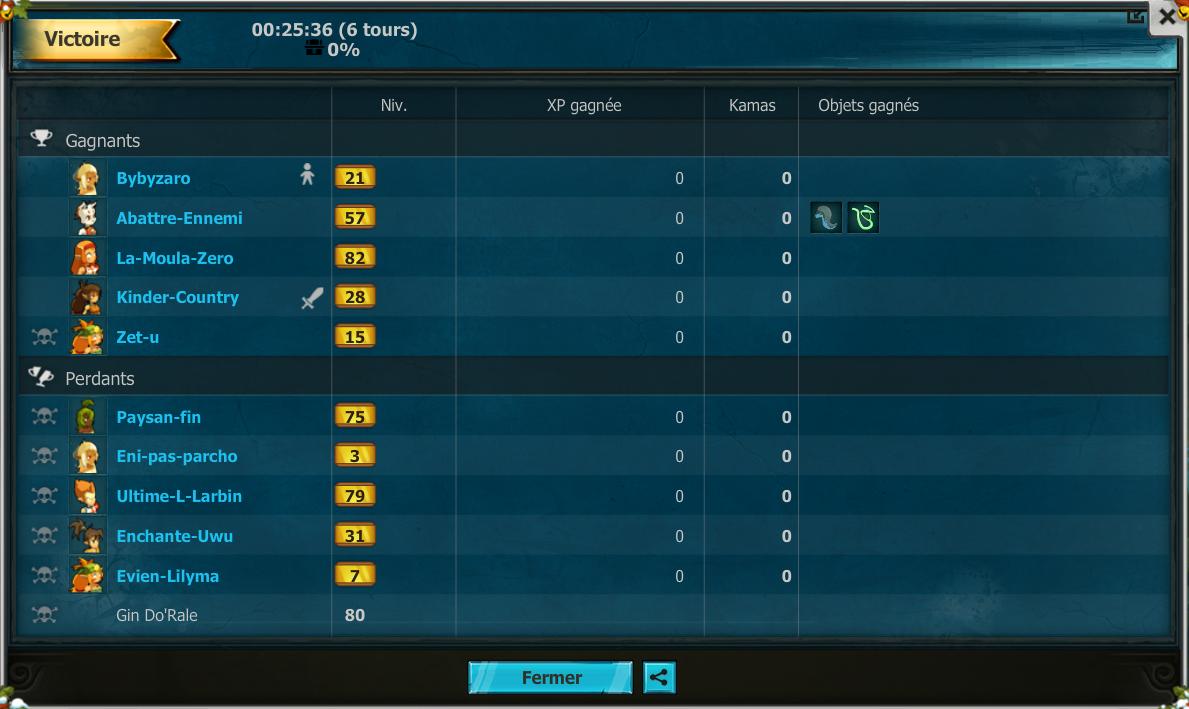 Victoire
00:25:36 (6 tours)
0%
Niv. XP gagnée Kamas Objets gagnés
Gagnants
Bybyzaro 21 0 0
Abattre-Ennemi 57 0 0
La-Moula-Zero 82 0 0
Kinder-Country 28 0 0
Zet-u 15 0 0
Perdants
Paysan-fin 75 0 0
Eni-pas-parcho 3 0 0
Ultime-L-Larbin 79 0 0
Enchante-Uwu 31 0 0
Evien-Lilyma 7 0 0
Gin Do'Rale 80
Fermer